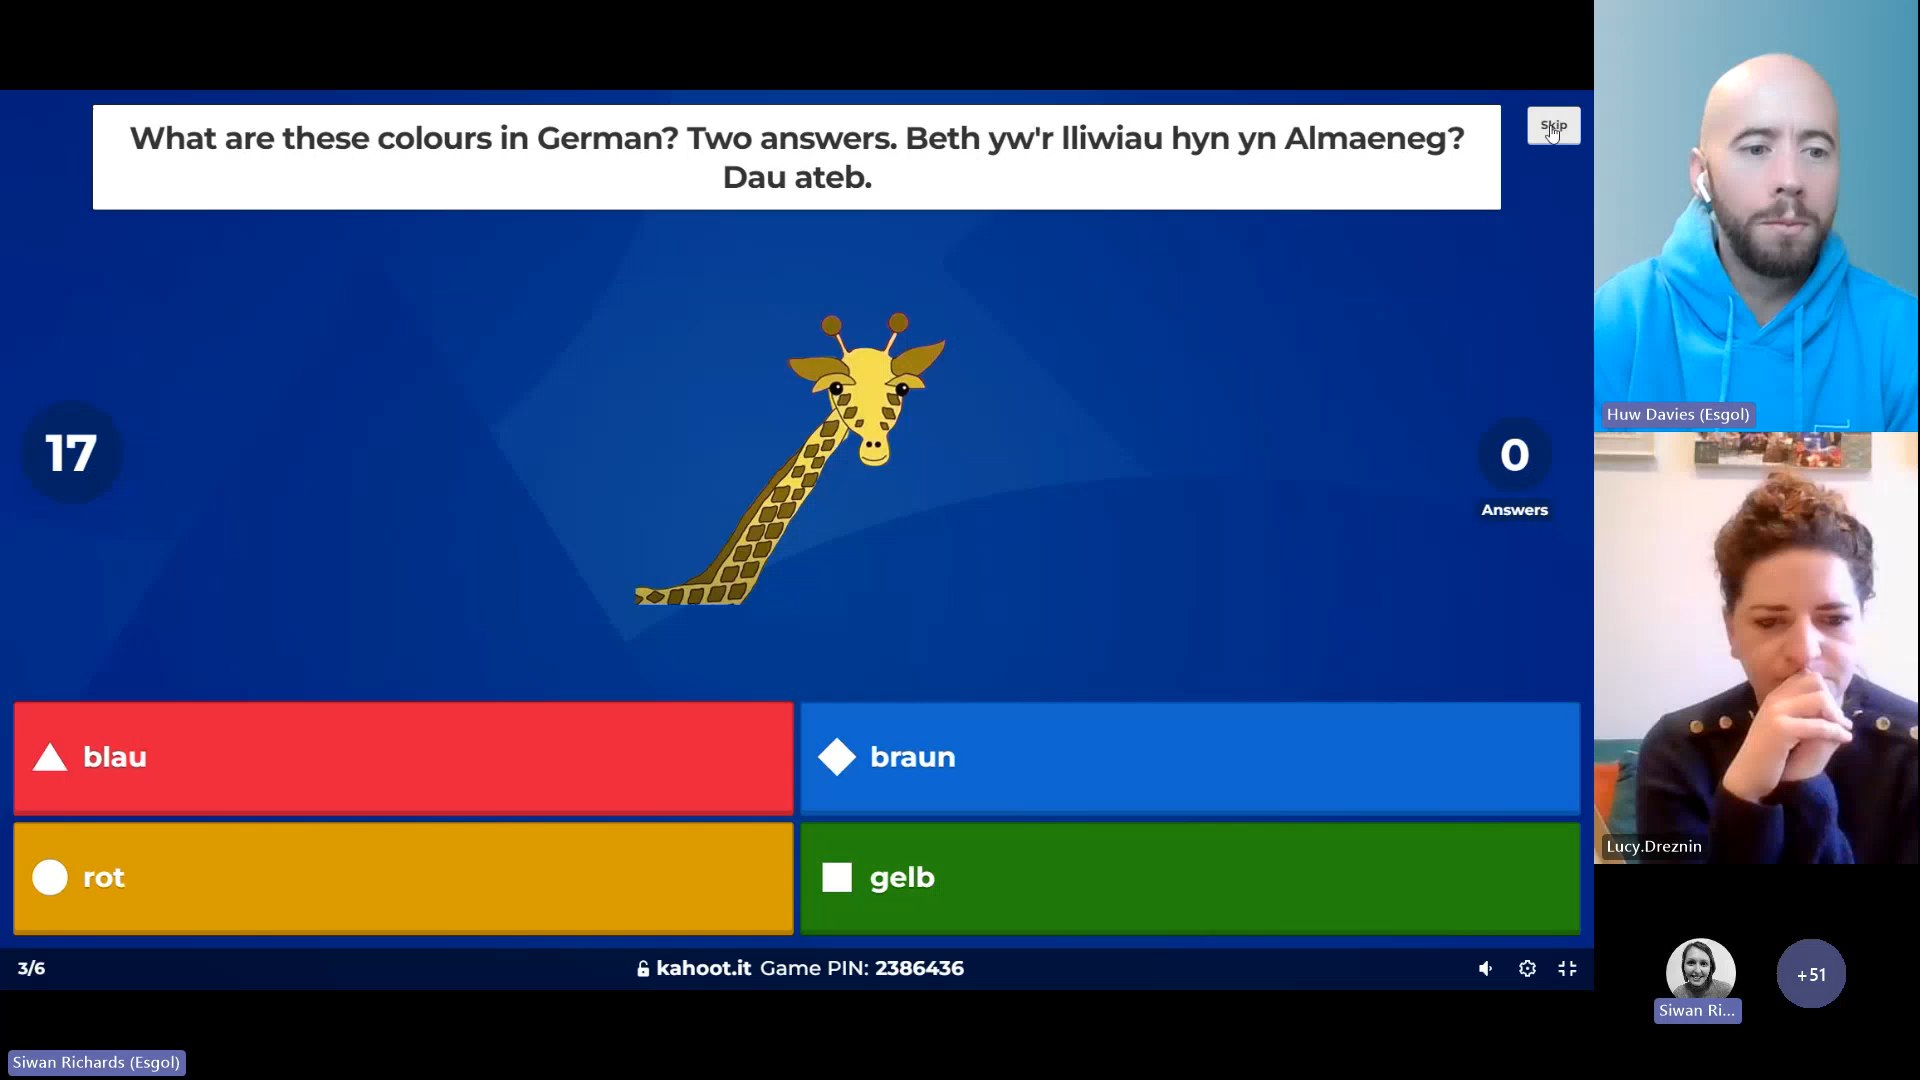 What are these colours in German? Two answers. Beth yw'r lliwiau hyn yn Almaeneg?
Dau ateb.
Skip
17
0
Answers
blau
braun
rot
gelb
3/6
kahoot.it Game PIN: 2386436
Huw Davies (Esgol)
Lucy.Dreznin
Siwan Ri...
+51
Siwan Richards (Esgol)